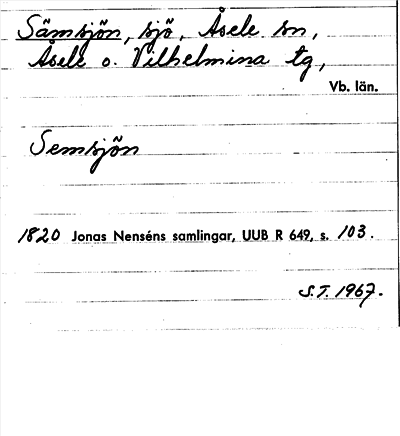 Sämsjön, sjö, Åsele sn,
Åsele o. Vilhelmina tg,
Vb. län.
Semsjön
1820 Jonas Nenséns samlingar, UUB R 649, s. 103.
S.T. 1967.